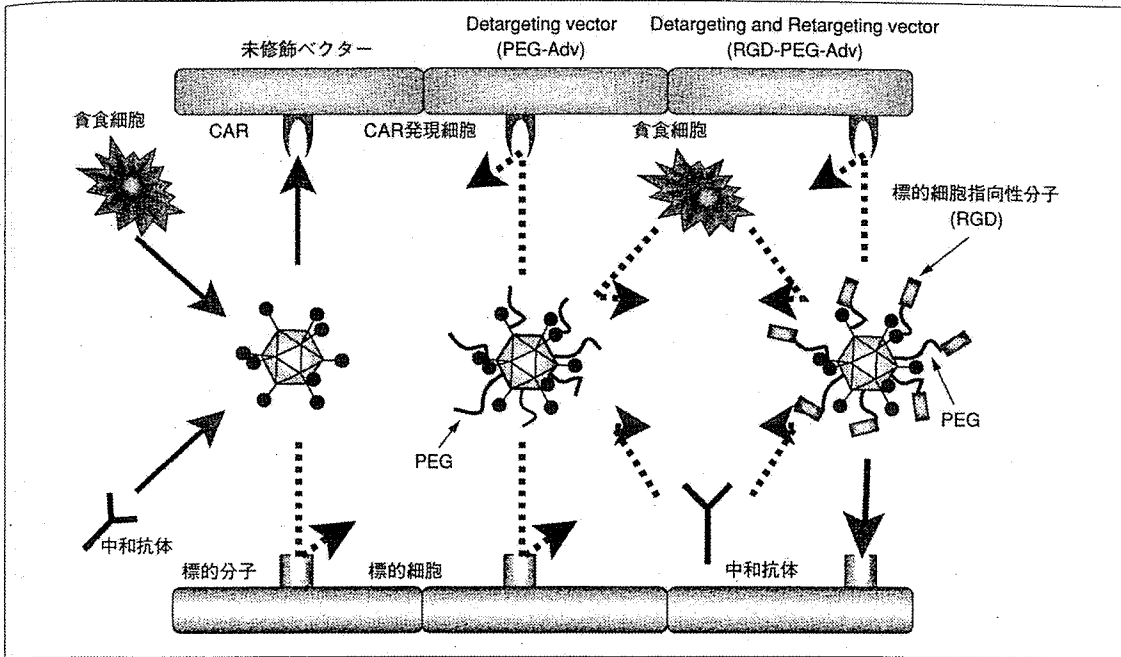 未修飾ベクター
Detargeting vector
(PEG-Adv)
Detargeting and Retargeting vector
(RGD-PEG-Adv)
貪食細胞
CAR
CAR発現細胞
貪食細胞
標的細胞指向性分子
(RGD)
PEG
PEG
中和抗体
標的分子
標的細胞
中和抗体